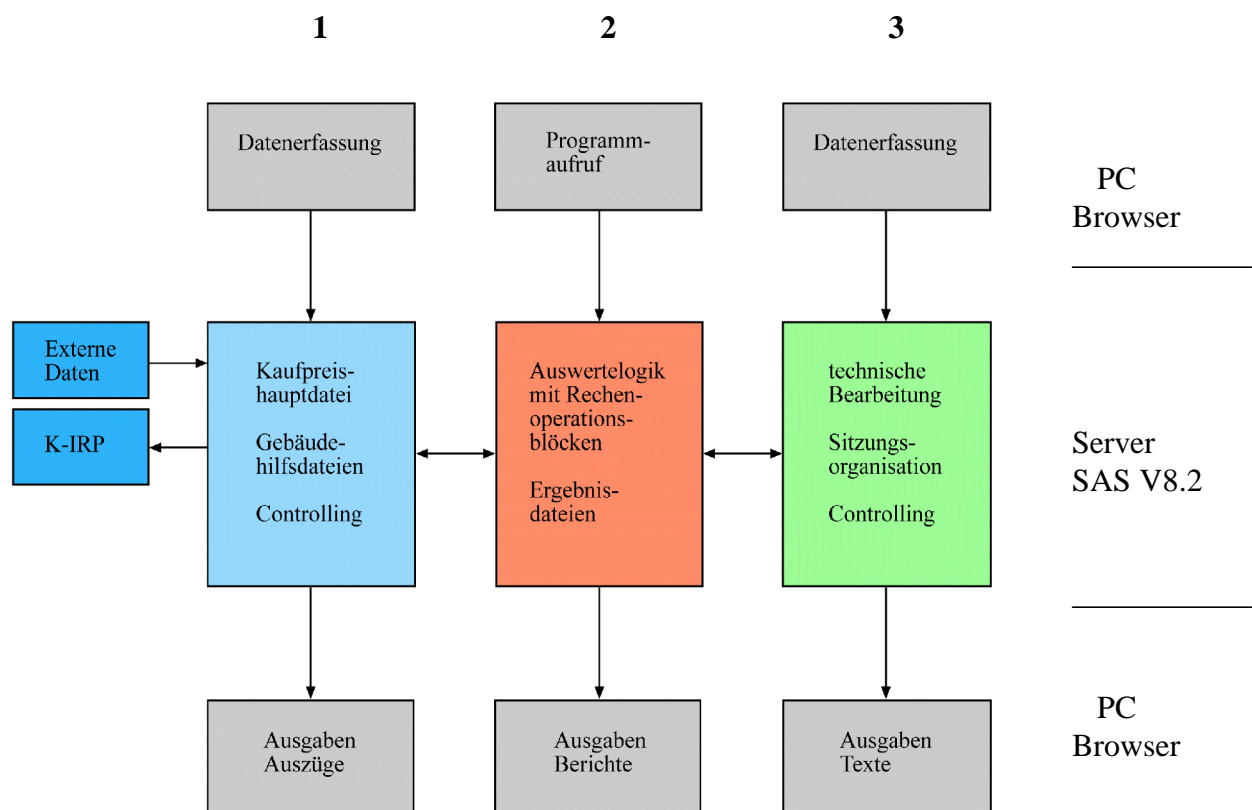 1
2
3
Datenerfassung
Programm-
aufruf
Datenerfassung
PC
Browser
Externe
Daten
K-IRP
Kaufpreis-
hauptdatei
Gebäude-
hilfsdateien
Controlling
Auswertelogik
mit Rechen-
operations-
blöcken
Ergebnis-
dateien
technische
Bearbeitung
Sitzungs-
organisation
Controlling
Server
SAS V8.2
Ausgaben
Auszüge
Ausgaben
Berichte
Ausgaben
Texte
PC
Browser